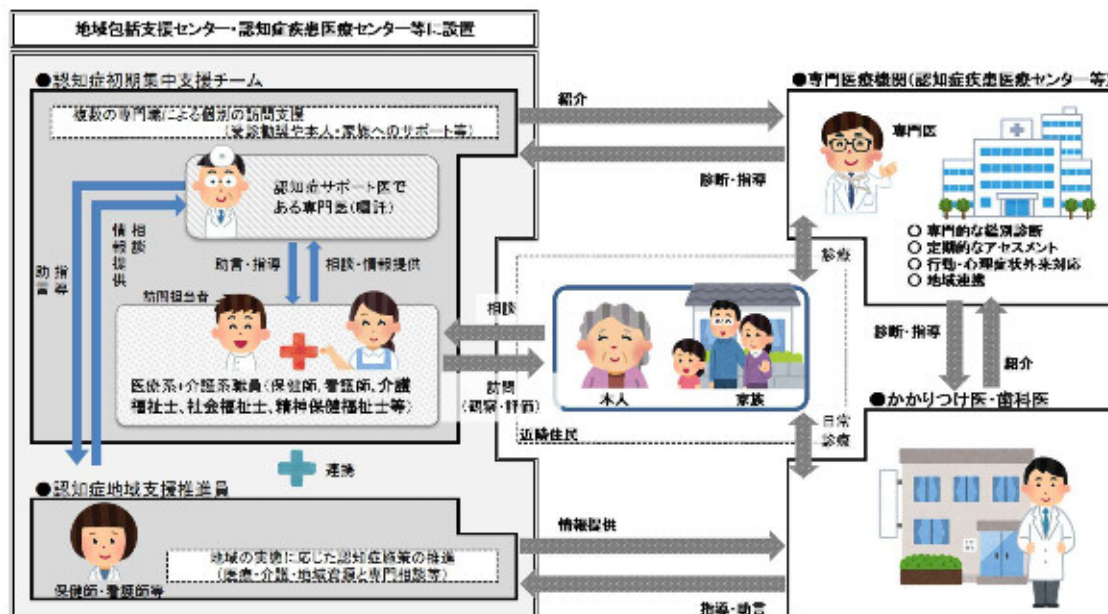 地域包括支援センター・認知症疾患医療センター等に設置
●認知症初期集中支援チーム
複数の専門職による個別の訪問支援
(受診勧奨や本人・家族へのサポート等)
認知症サポート医で
ある専門医(嘱託)
相談
情報提供
指導
助言
助言・指導
相談・情報提供
訪問担当者
医療系+介護系職員(保健師、看護師、介護
福祉士、社会福祉士、精神保健福祉士等)
連携
●認知症地域支援推進員
保健師・看護師等
地域の実態に応じた認知症施策の推進
(医療・介護・地域資源と専門相談等)
紹介
診断・指導
相談
訪問
(観察・評価)
本人
家族
近隣住民
診療
日常
診療
情報提供
指導・助言
●専門医療機関(認知症疾患医療センター等)
専門医
○ 専門的な鑑別診断
○ 定期的なアセスメント
○ 行動・心理症状外来対応
○ 地域連携
診断・指導
紹介
●かかりつけ医・歯科医